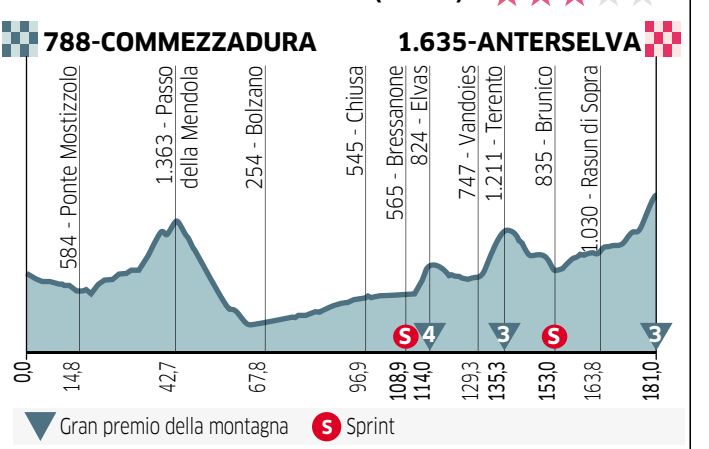 788-COMMEZZADURA
1.635-ANTERSELVA
584 - Ponte Mostizzolo
1.363 - Passo
della Mendola
254 - Bolzano
545 - Chiusa
565 - Bressanone
824 - Elvas
747 - Vandoies
1.211 - Terento
835 - Brunico
1.030 - Rasun di Sopra
S
4
3
S
3
0,0
14,8
42,7
67,8
96,9
108,9
114,0
129,3
135,3
153,0
163,8
181,0
Gran premio della montagna
S Sprint